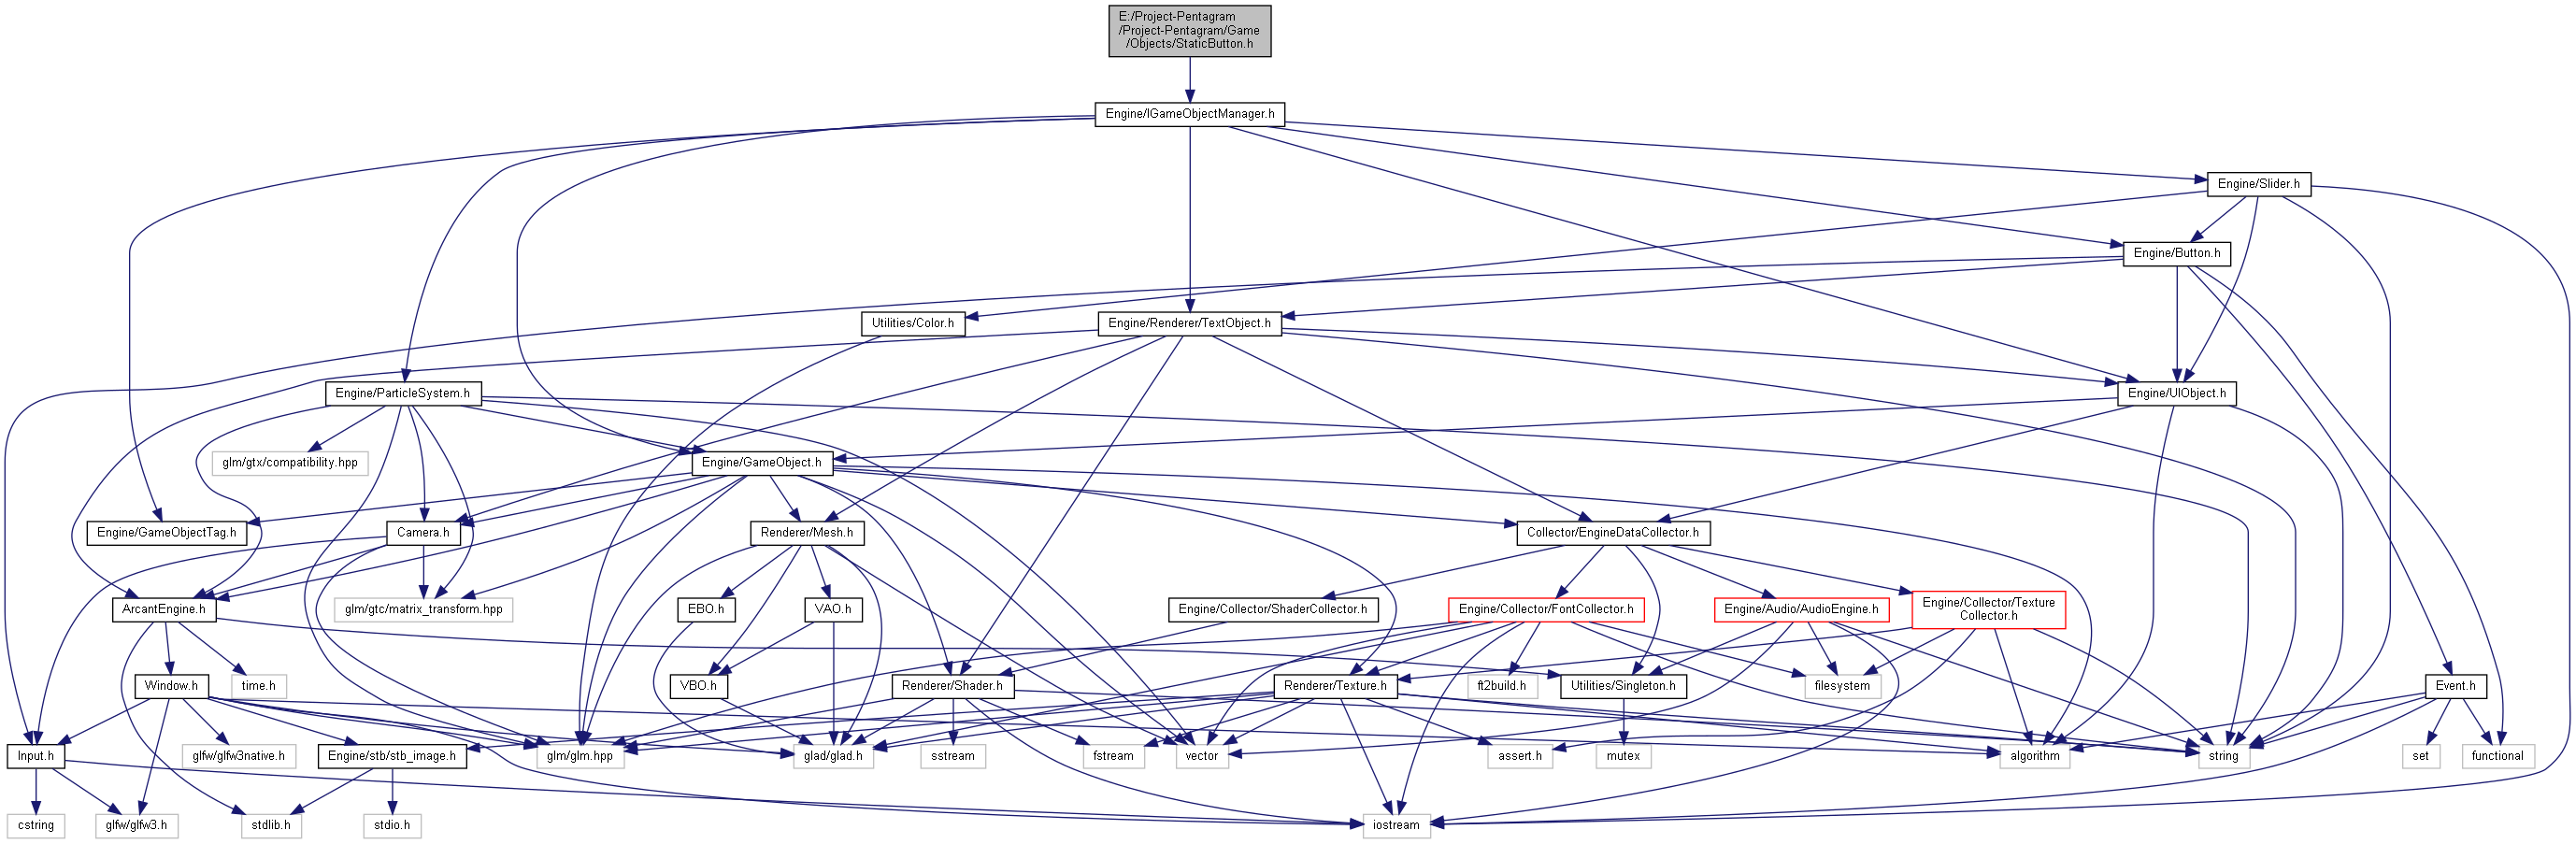 E:/Project-Pentagram
/Project-Pentagram/Game
/Objects/StaticButton.h
Engine/IGameObjectManager.h
Engine/Slider.h
Engine/Button.h
Utilities/Color.h
Engine/Renderer/TextObject.h
Engine/ParticleSystem.h
Engine/UIObject.h
glm/gtx/compatibility.hpp
Engine/GameObject.h
Engine/GameObjectTag.h
Camera.h
Renderer/Mesh.h
Collector/EngineDataCollector.h
ArcantEngine.h
glm/gtc/matrix_transform.hpp
EBO.h
VAO.h
Engine/Collector/ShaderCollector.h
Engine/Collector/FontCollector.h
Engine/Audio/AudioEngine.h
Engine/Collector/Texture
Collector.h
Window.h
time.h
VBO.h
Renderer/Shader.h
Renderer/Texture.h
ft2build.h
Utilities/Singleton.h
filesystem
Event.h
Input.h
glfw/glfw3native.h
Engine/stb/stb_image.h
glm/glm.hpp
glad/glad.h
sstream
fstream
vector
assert.h
mutex
algorithm
string
set
functional
cstring
glfw/glfw3.h
stdlib.h
stdio.h
iostream